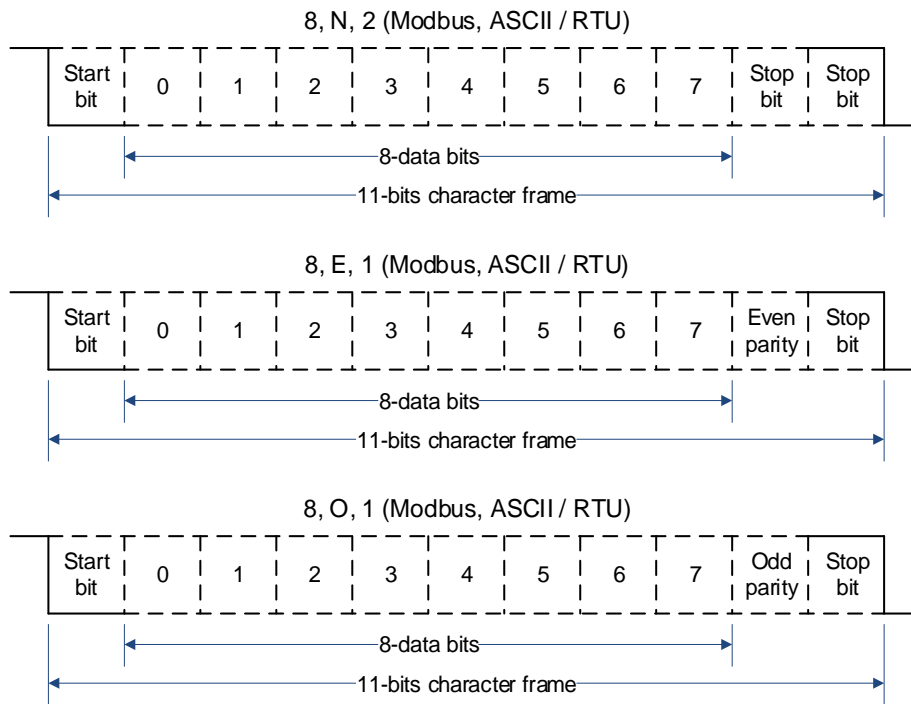 8, N, 2 (Modbus, ASCII / RTU)
Start bit 0 1 2 3 4 5 6 7 Stop bit Stop bit
8-data bits
11-bits character frame
8, E, 1 (Modbus, ASCII / RTU)
Start bit 0 1 2 3 4 5 6 7 Even parity Stop bit
8-data bits
11-bits character frame
8, O, 1 (Modbus, ASCII / RTU)
Start bit 0 1 2 3 4 5 6 7 Odd parity Stop bit
8-data bits
11-bits character frame